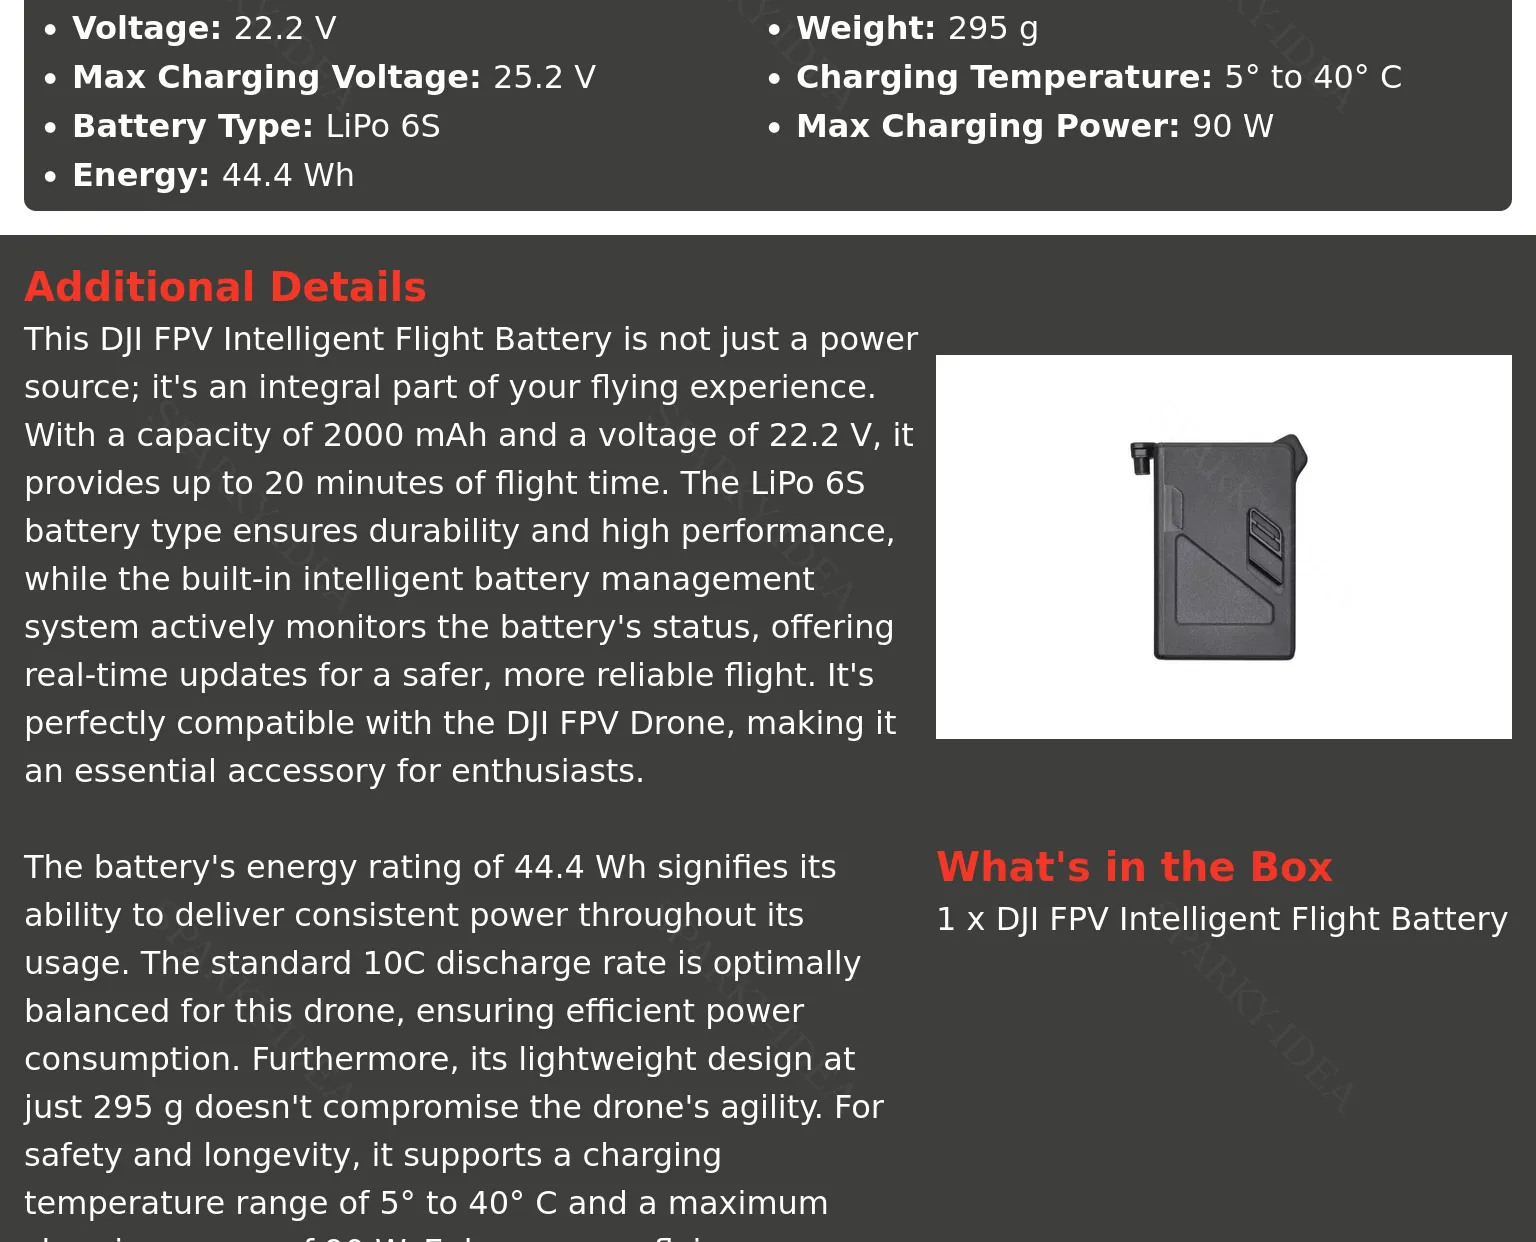 • Voltage: 22.2 V
• Max Charging Voltage: 25.2 V
• Battery Type: LiPo 6S
• Energy: 44.4 Wh
• Weight: 295 g
• Charging Temperature: 5° to 40° C
• Max Charging Power: 90 W
Additional Details
This DJI FPV Intelligent Flight Battery is not just a power
source; it's an integral part of your flying experience.
With a capacity of 2000 mAh and a voltage of 22.2 V, it
provides up to 20 minutes of flight time. The LiPo 6S
battery type ensures durability and high performance,
while the built-in intelligent battery management
system actively monitors the battery's status, offering
real-time updates for a safer, more reliable flight. It's
perfectly compatible with the DJI FPV Drone, making it
an essential accessory for enthusiasts.
The battery's energy rating of 44.4 Wh signifies its
ability to deliver consistent power throughout its
usage. The standard 10C discharge rate is optimally
balanced for this drone, ensuring efficient power
consumption. Furthermore, its lightweight design at
just 295 g doesn't compromise the drone's agility. For
safety and longevity, it supports a charging
temperature range of 5° to 40° C and a maximum
What's in the Box
1 x DJI FPV Intelligent Flight Battery
SPARKY-IDEA